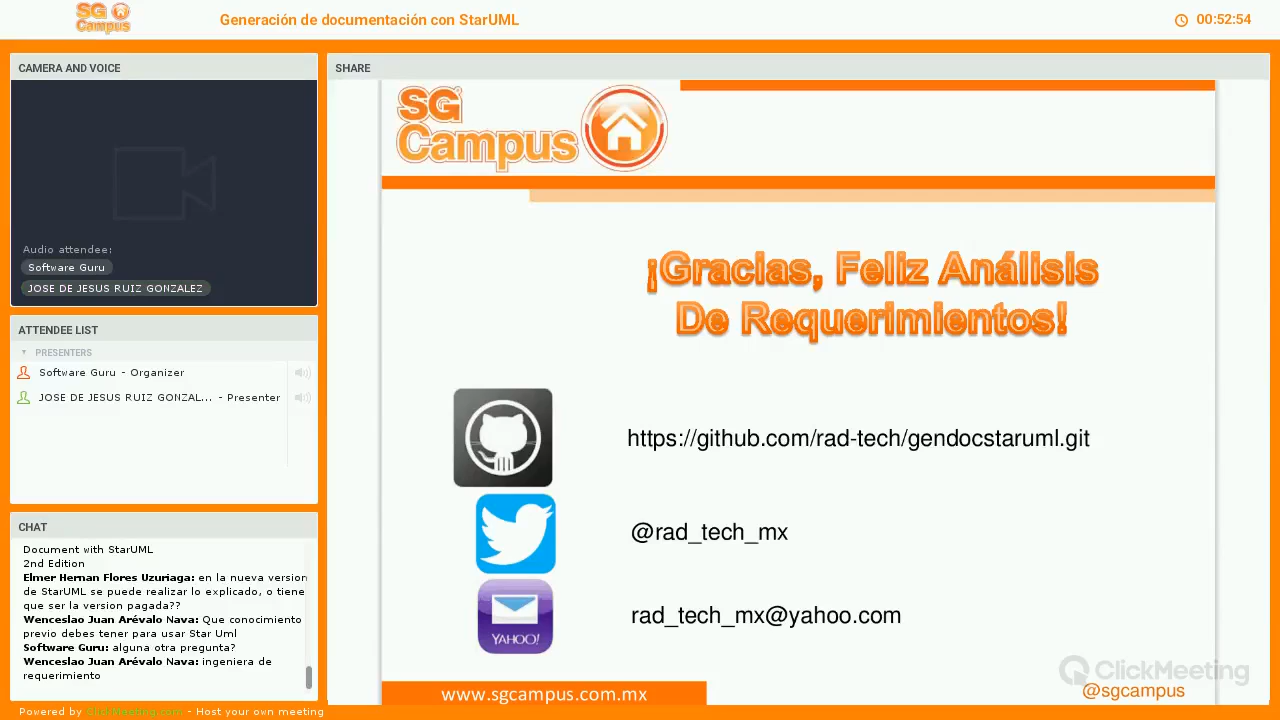 SG Campus
Generación de documentación con StarUML
00:52:54
CAMERA AND VOICE
Audio attendee:
Software Guru
JOSE DE JESUS RUIZ GONZALEZ
ATTENDEE LIST
PRESENTERS
Software Guru - Organizer
JOSE DE JESUS RUIZ GONZAL... - Presenter
CHAT
Document with StarUML
2nd Edition
Elmer Hernan Flores Uzuriaga: en la nueva version
de StarUML se puede realizar lo explicado, o tiene
que ser la version pagada??
Wenceslao Juan Arévalo Nava: Que conocimiento
previo debes tener para usar Star Uml
Software Guru: alguna otra pregunta?
Wenceslao Juan Arévalo Nava: ingeniera de
requerimiento
Powered by ClickMeeting.com - Host your own meeting
SHARE
SG
Campus
¡Gracias, Feliz Análisis
De Requerimientos!
https://github.com/rad-tech/gendocstaruml.git
@rad_tech_mx
YAHOO!
rad_tech_mx@yahoo.com
ClickMeeting
www.sgcampus.com.mx
@sgcampus